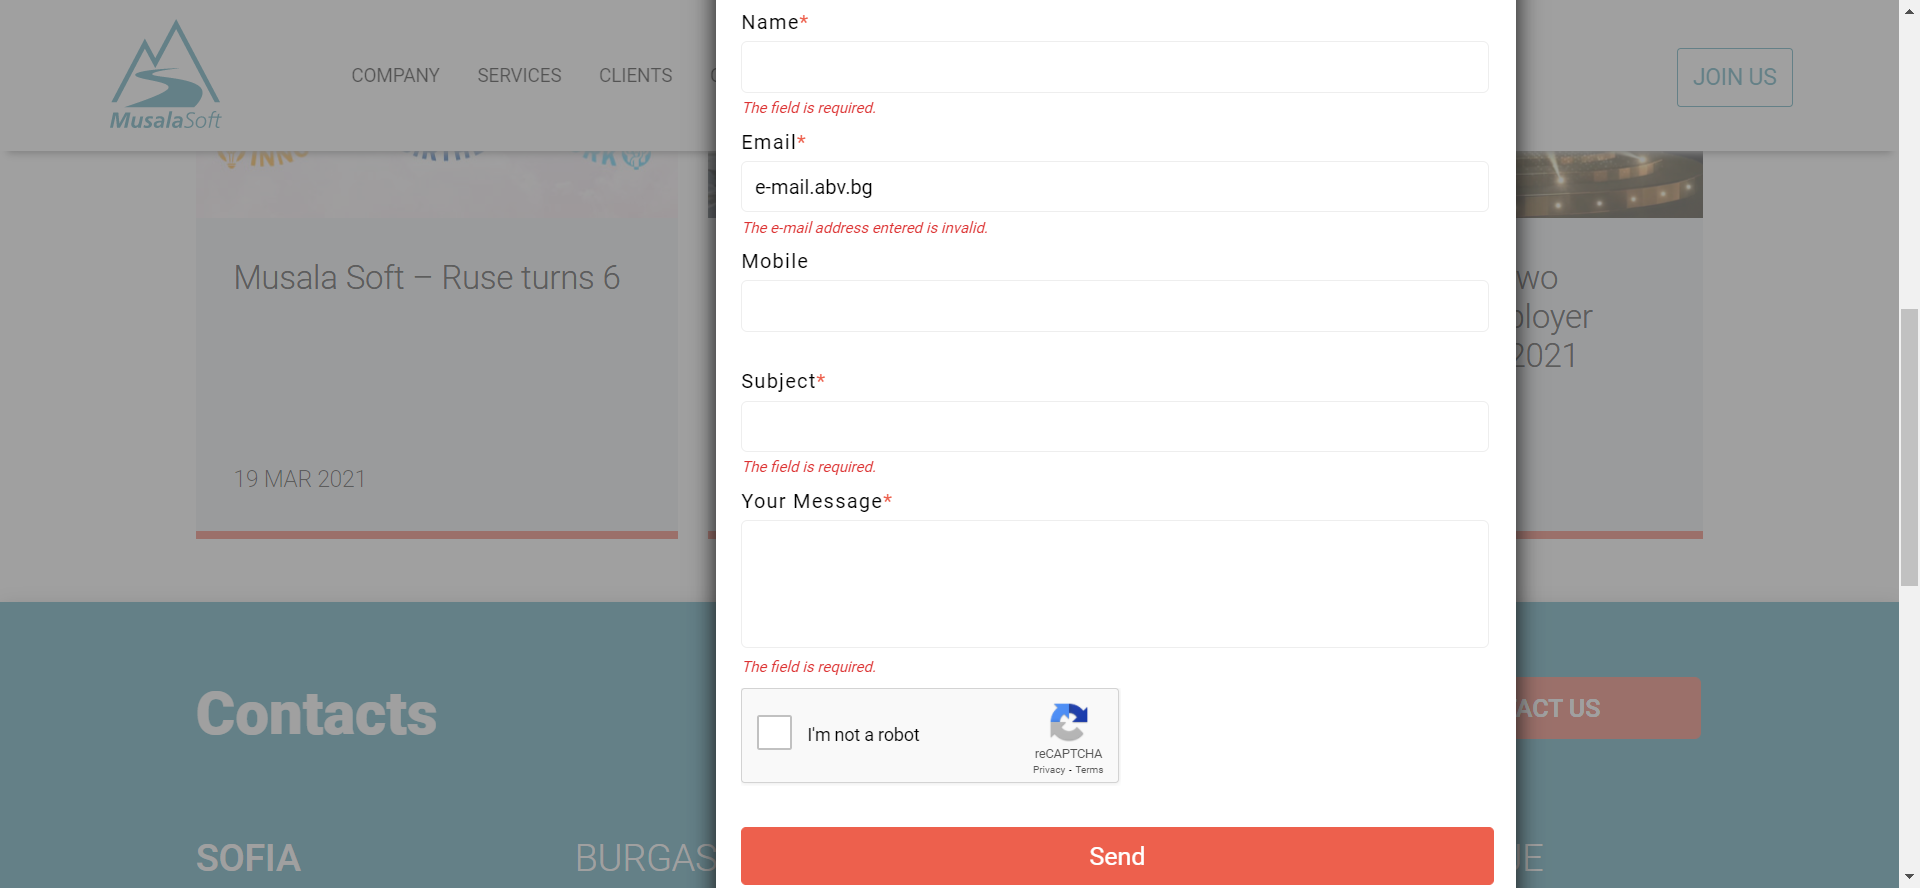 MusalaSoft
COMPANY
SERVICES
CLIENTS
JOIN US
Name*
The field is required.
Email*
e-mail.abv.bg
The e-mail address entered is invalid.
Mobile
Subject*
The field is required.
Your Message*
The field is required.
I'm not a robot
reCAPTCHA
Privacy - Terms
Send
Musala Soft – Ruse turns 6
19 MAR 2021
2021
Contacts
ACT US
SOFIA
BURGAS